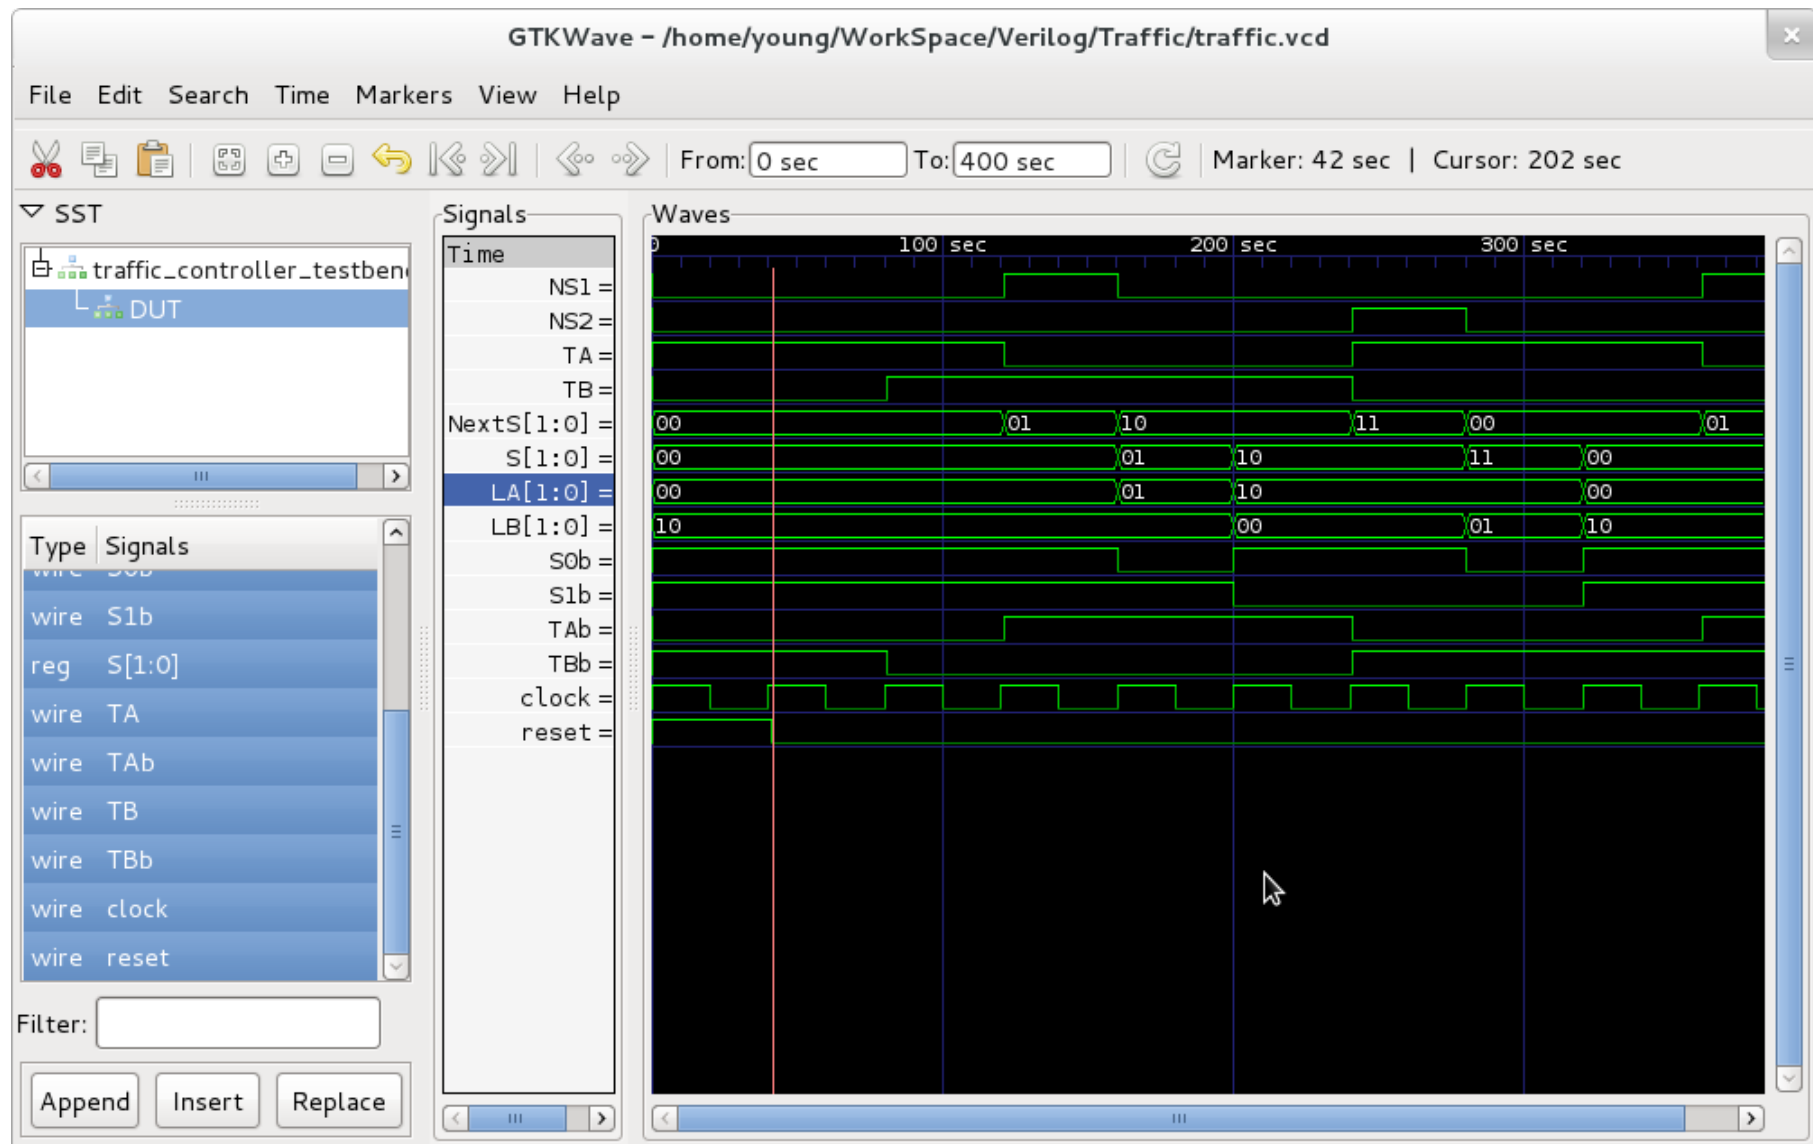 GTKWave – /home/young/WorkSpace/Verilog/Traffic/traffic.vcd
File Edit Search Time Markers View Help
From: 0 sec To: 400 sec Marker: 42 sec | Cursor: 202 sec
SST
traffic_controller_testben
DUT
Type Signals
wire S0b
wire S1b
reg S[1:0]
wire TA
wire TAb
wire TB
wire TBb
wire clock
wire reset
Filter:
Append Insert Replace
Signals
Time
NS1 =
NS2 =
TA =
TB =
NextS[1:0] =
S[1:0] =
LA[1:0] =
LB[1:0] =
S0b =
S1b =
TAb =
TBb =
clock =
reset =
Waves
0 100 sec 200 sec 300 sec
00 01 10 11 00 01
00 01 10 11 00
00 01 10 00
10 00 01 10